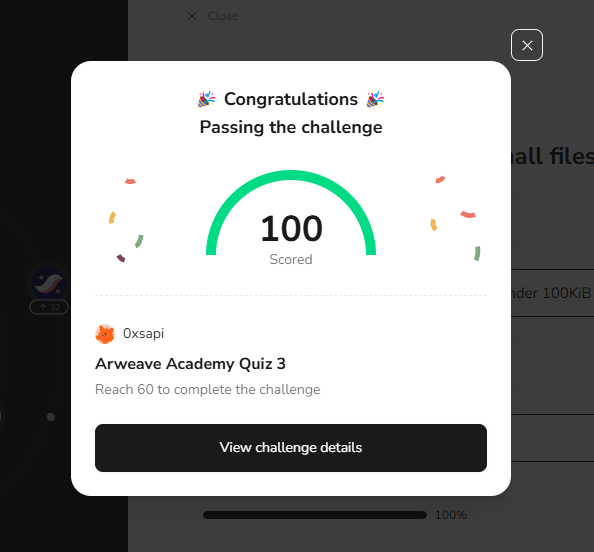 Close
Congratulations
Passing the challenge
all files
100
Scored
nder 100KiB
32
0xsapi
Arweave Academy Quiz 3
Reach 60 to complete the challenge
View challenge details
100%